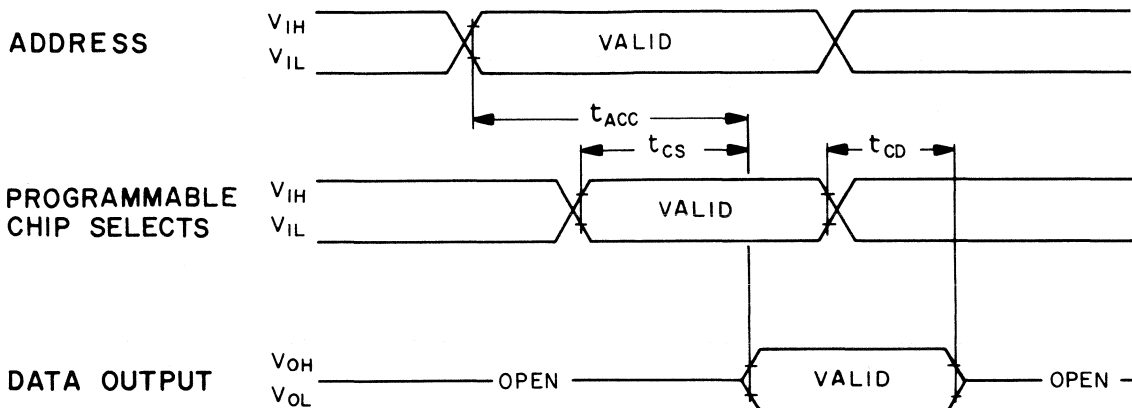 ADDRESS
VIH
VIL
VALID
tACC
tCS
tCD
PROGRAMMABLE
CHIP SELECTS
VIH
VIL
VALID
DATA OUTPUT
VOH
VOL
OPEN
VALID
OPEN